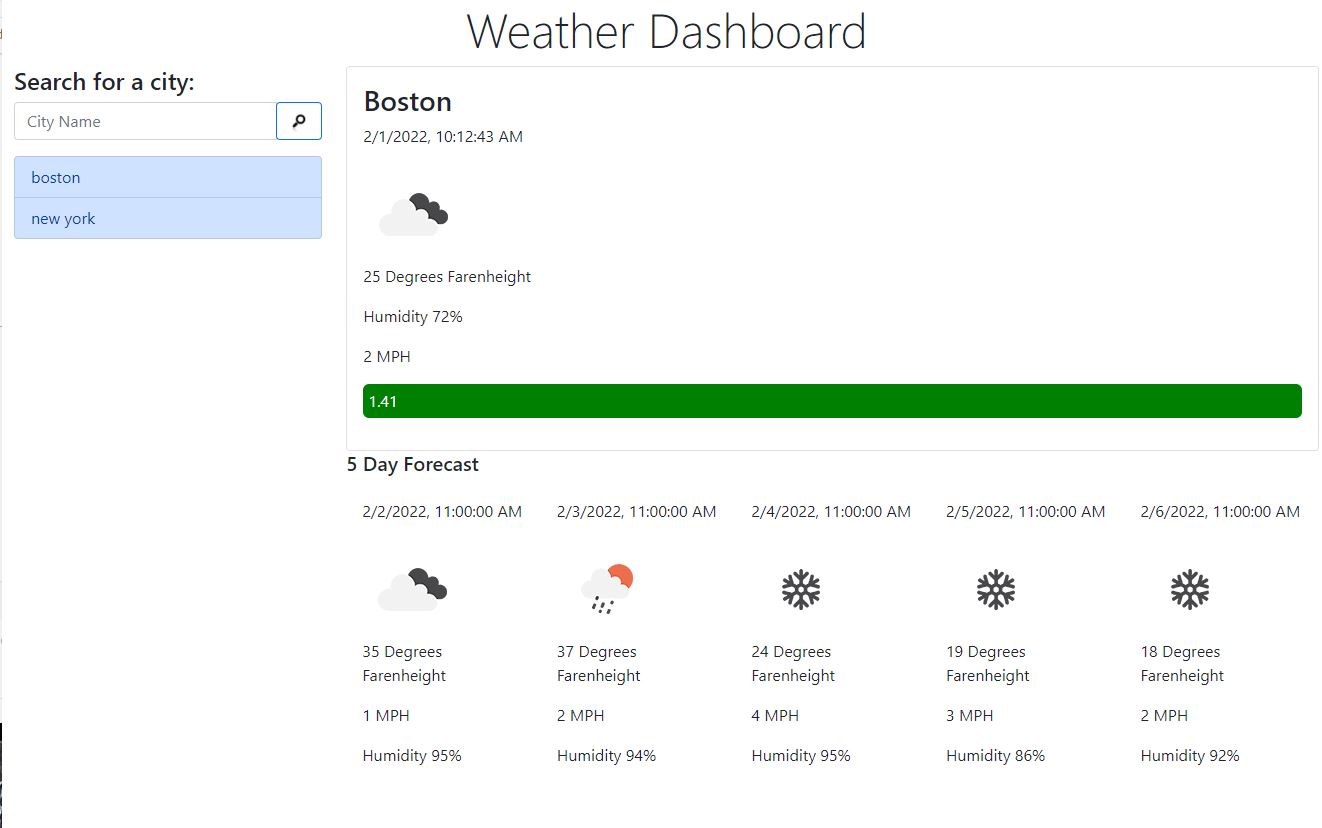 Weather Dashboard
Search for a city:
City Name
boston
new york
Boston
2/1/2022, 10:12:43 AM
25 Degrees Farenheight
Humidity 72%
2 MPH
1.41
5 Day Forecast
2/2/2022, 11:00:00 AM
35 Degrees
Farenheight
1 MPH
Humidity 95%
2/3/2022, 11:00:00 AM
37 Degrees
Farenheight
2 MPH
Humidity 94%
2/4/2022, 11:00:00 AM
24 Degrees
Farenheight
4 MPH
Humidity 95%
2/5/2022, 11:00:00 AM
19 Degrees
Farenheight
3 MPH
Humidity 86%
2/6/2022, 11:00:00 AM
18 Degrees
Farenheight
2 MPH
Humidity 92%